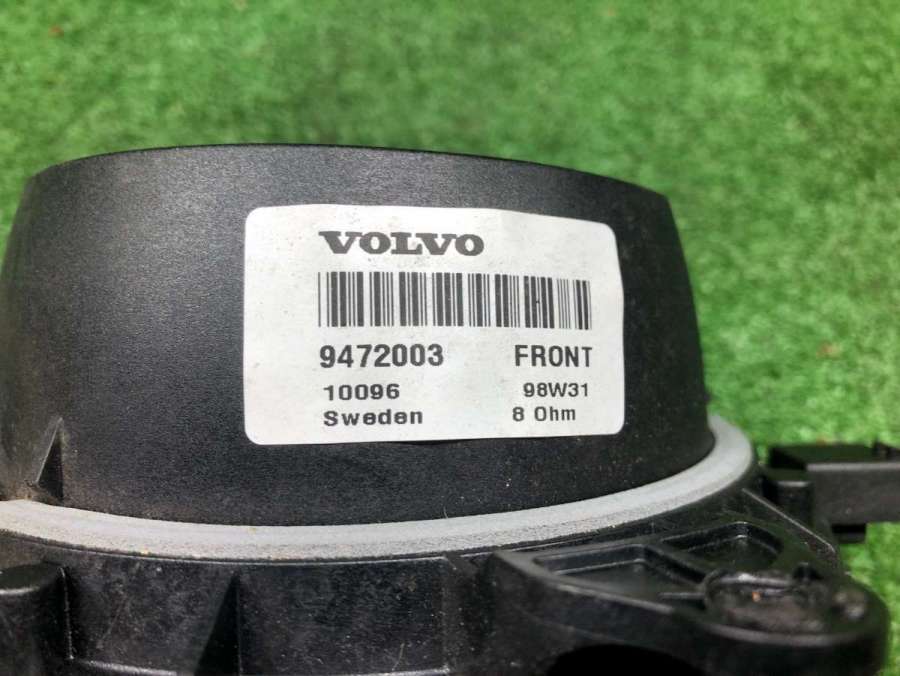 VOLVO
9472003 FRONT
10096 98W31
Sweden 8 Ohm